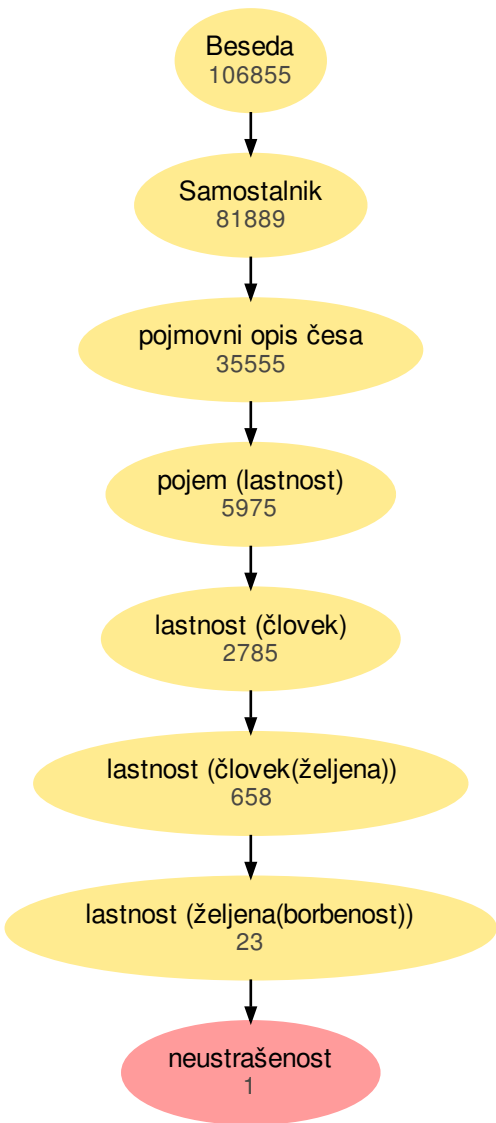 Beseda
106855
Samostalnik
81889
pojmovni opis česa
35555
pojem (lastnost)
5975
lastnost (človek)
2785
lastnost (človek(željena))
658
lastnost (željena(borbenost))
23
neustrašenost
1